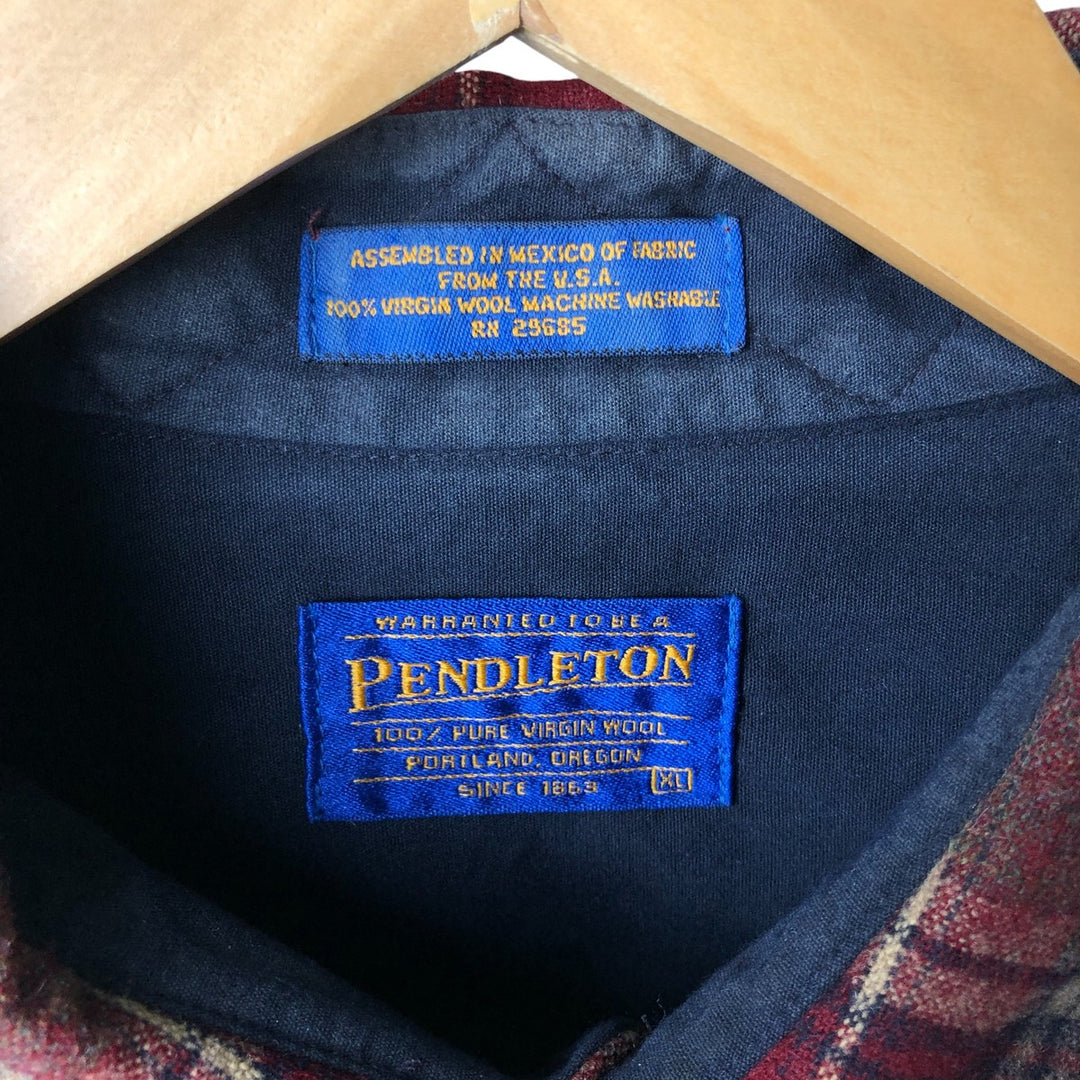 ASSEMBLED IN MEXICO OF FABRIC
FROM THE U.S.A.
100% VIRGIN WOOL MACHINE WASHABLE
RN 29685
WARRANTED TO BE A
PENDLETON
100% PURE VIRGIN WOOL
PORTLAND, OREGON
SINCE 1863
XL